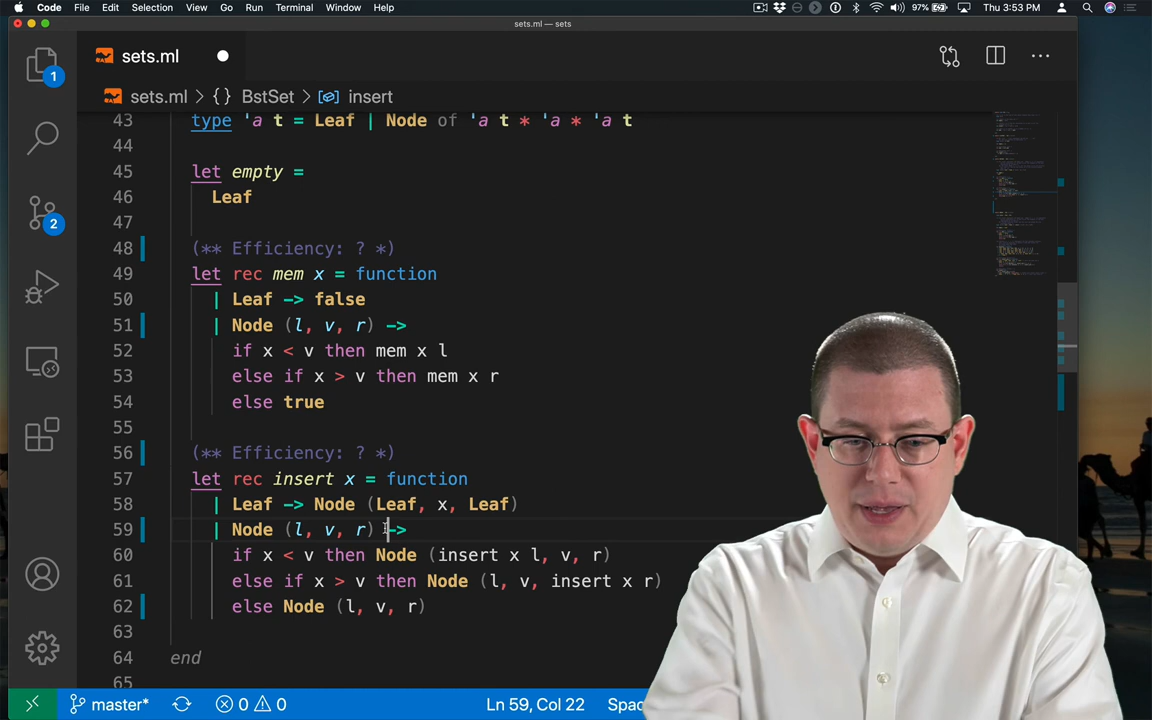 Code File Edit Selection View Go Run Terminal Window Help 97% Thu 3:53 PM
sets.ml — sets
sets.ml
sets.ml > {} BstSet > insert
1
2
43 type 'a t = Leaf | Node of 'a t * 'a * 'a t
44
45 let empty =
46 Leaf
47
48 (** Efficiency: ? *)
49 let rec mem x = function
50 | Leaf -> false
51 | Node (l, v, r) ->
52 if x < v then mem x l
53 else if x > v then mem x r
54 else true
55
56 (** Efficiency: ? *)
57 let rec insert x = function
58 | Leaf -> Node (Leaf, x, Leaf)
59 | Node (l, v, r) ->
60 if x < v then Node (insert x l, v, r)
61 else if x > v then Node (l, v, insert x r)
62 else Node (l, v, r)
63
64 end
65
master* 0 0 Ln 59, Col 22